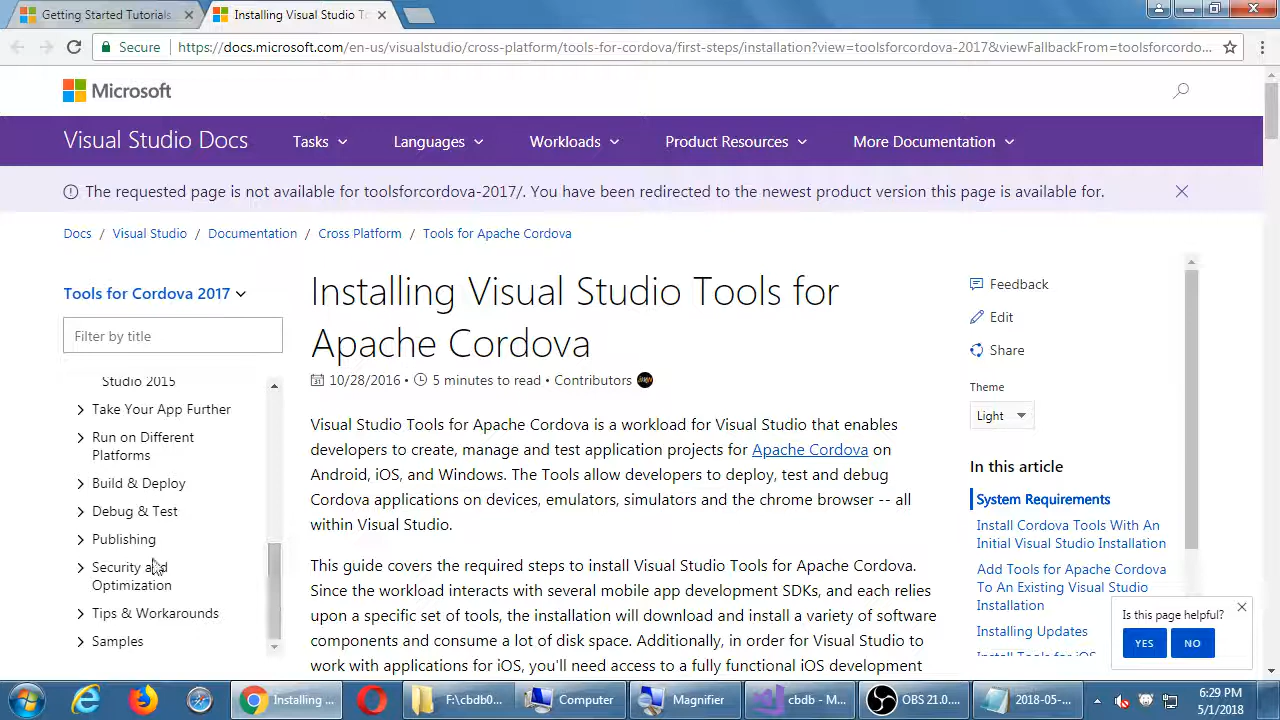 Getting Started Tutorials
Installing Visual Studio T
Secure
https://docs.microsoft.com/en-us/visualstudio/cross-platform/tools-for-cordova/first-steps/installation?view=toolsforcordova-2017&viewFallbackFrom=toolsforcordo...
Microsoft
Visual Studio Docs
Tasks
Languages
Workloads
Product Resources
More Documentation
The requested page is not available for toolsforcordova-2017/. You have been redirected to the newest product version this page is available for.
Docs / Visual Studio / Documentation / Cross Platform / Tools for Apache Cordova
Tools for Cordova 2017
Filter by title
Studio 2015
Take Your App Further
Run on Different
Platforms
Build & Deploy
Debug & Test
Publishing
Security and
Optimization
Tips & Workarounds
Samples
Installing Visual Studio Tools for
Apache Cordova
10/28/2016 • 5 minutes to read • Contributors
Visual Studio Tools for Apache Cordova is a workload for Visual Studio that enables
developers to create, manage and test application projects for Apache Cordova on
Android, iOS, and Windows. The Tools allow developers to deploy, test and debug
Cordova applications on devices, emulators, simulators and the chrome browser -- all
within Visual Studio.
This guide covers the required steps to install Visual Studio Tools for Apache Cordova.
Since the workload interacts with several mobile app development SDKs, and each relies
upon a specific set of tools, the installation will download and install a variety of software
components and consume a lot of disk space. Additionally, in order for Visual Studio to
work with applications for iOS, you'll need access to a fully functional iOS development
Feedback
Edit
Share
Theme
Light
In this article
System Requirements
Install Cordova Tools With An
Initial Visual Studio Installation
Add Tools for Apache Cordova
To An Existing Visual Studio
Installation
Installing Updates
Install Tools for iOS
Is this page helpful?
YES
NO
Installing ...
F:\cbdb0...
Computer
Magnifier
cbdb - M...
OBS 21.0....
2018-05-...
6:29 PM
5/1/2018